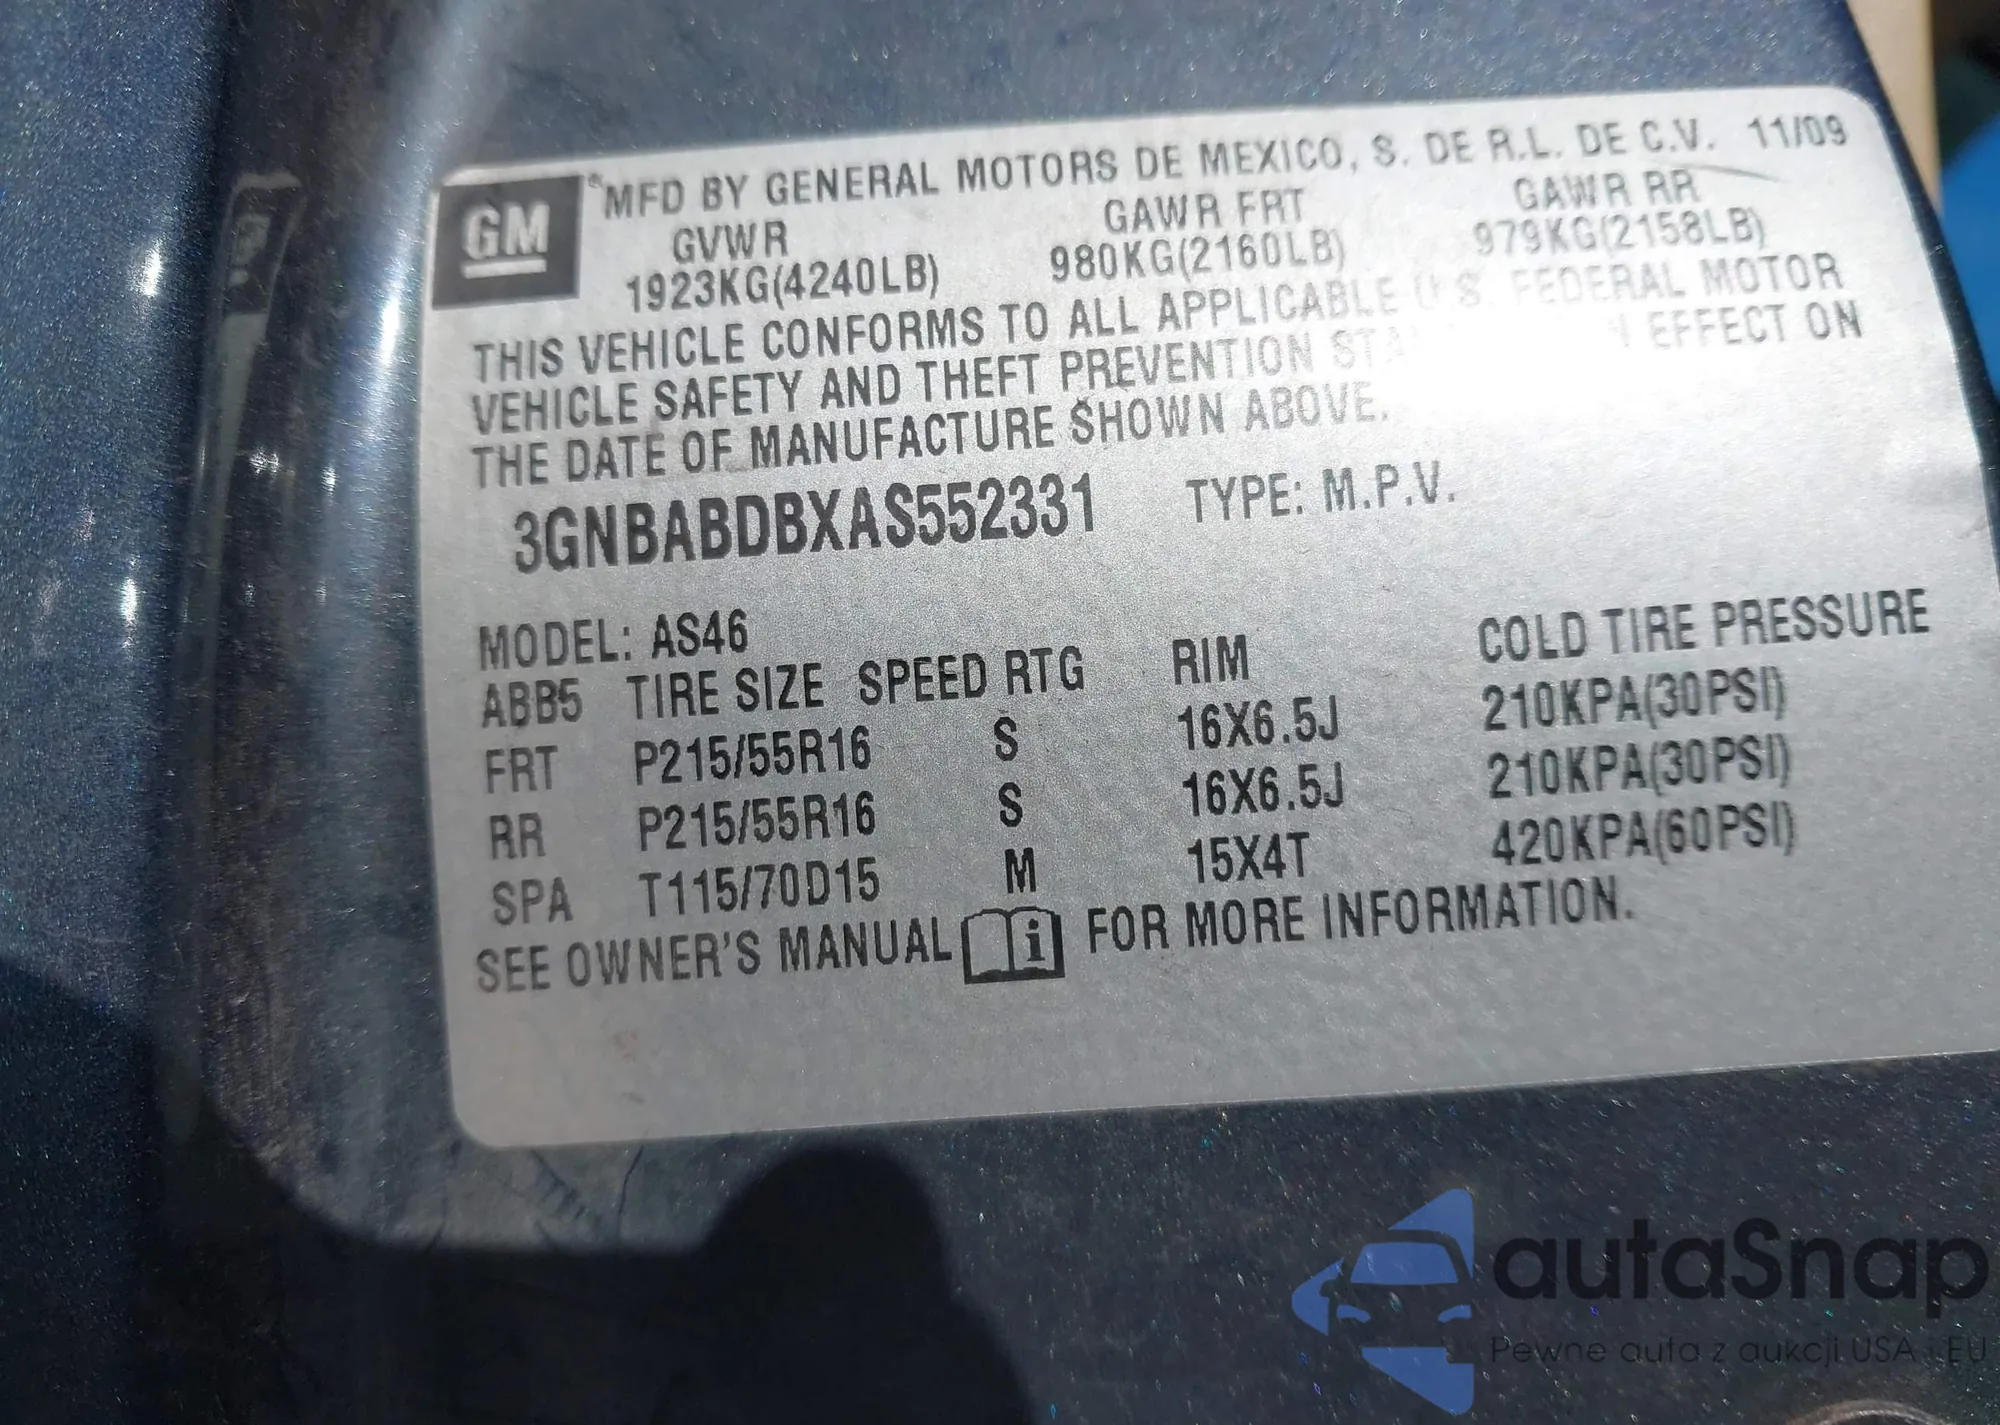 GM
®MFD BY GENERAL MOTORS DE MEXICO, S. DE R.L. DE C.V. 11/09
GVWR GAWR FRT GAWR RR
1923KG(4240LB) 980KG(2160LB) 979KG(2158LB)
THIS VEHICLE CONFORMS TO ALL APPLICABLE U.S. FEDERAL MOTOR
VEHICLE SAFETY AND THEFT PREVENTION EFFECT ON
THE DATE OF MANUFACTURE SHOWN ABOVE.
3GNBABDBXAS552331 TYPE: M.P.V.
MODEL: AS46
ABB5 TIRE SIZE SPEED RTG RIM COLD TIRE PRESSURE
FRT P215/55R16 S 16X6.5J 210KPA(30PSI)
RR P215/55R16 S 16X6.5J 210KPA(30PSI)
SPA T115/70D15 M 15X4T 420KPA(60PSI)
SEE OWNER'S MANUAL i FOR MORE INFORMATION.
autaSnap
Pewne auta z aukcji USA i EU